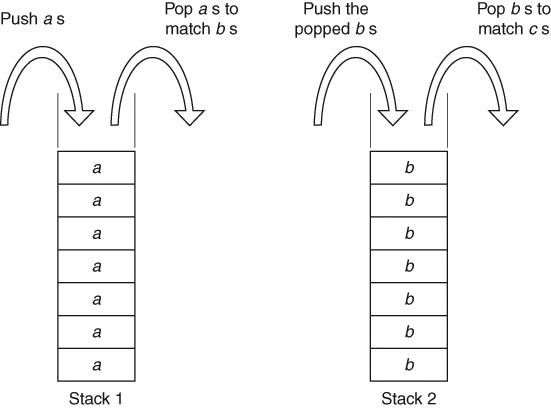 Push a s
Pop a s to
match b s
Push the
popped b s
Pop b s to
match c s
a
a
a
a
a
a
a
b
b
b
b
b
b
b
Stack 1
Stack 2